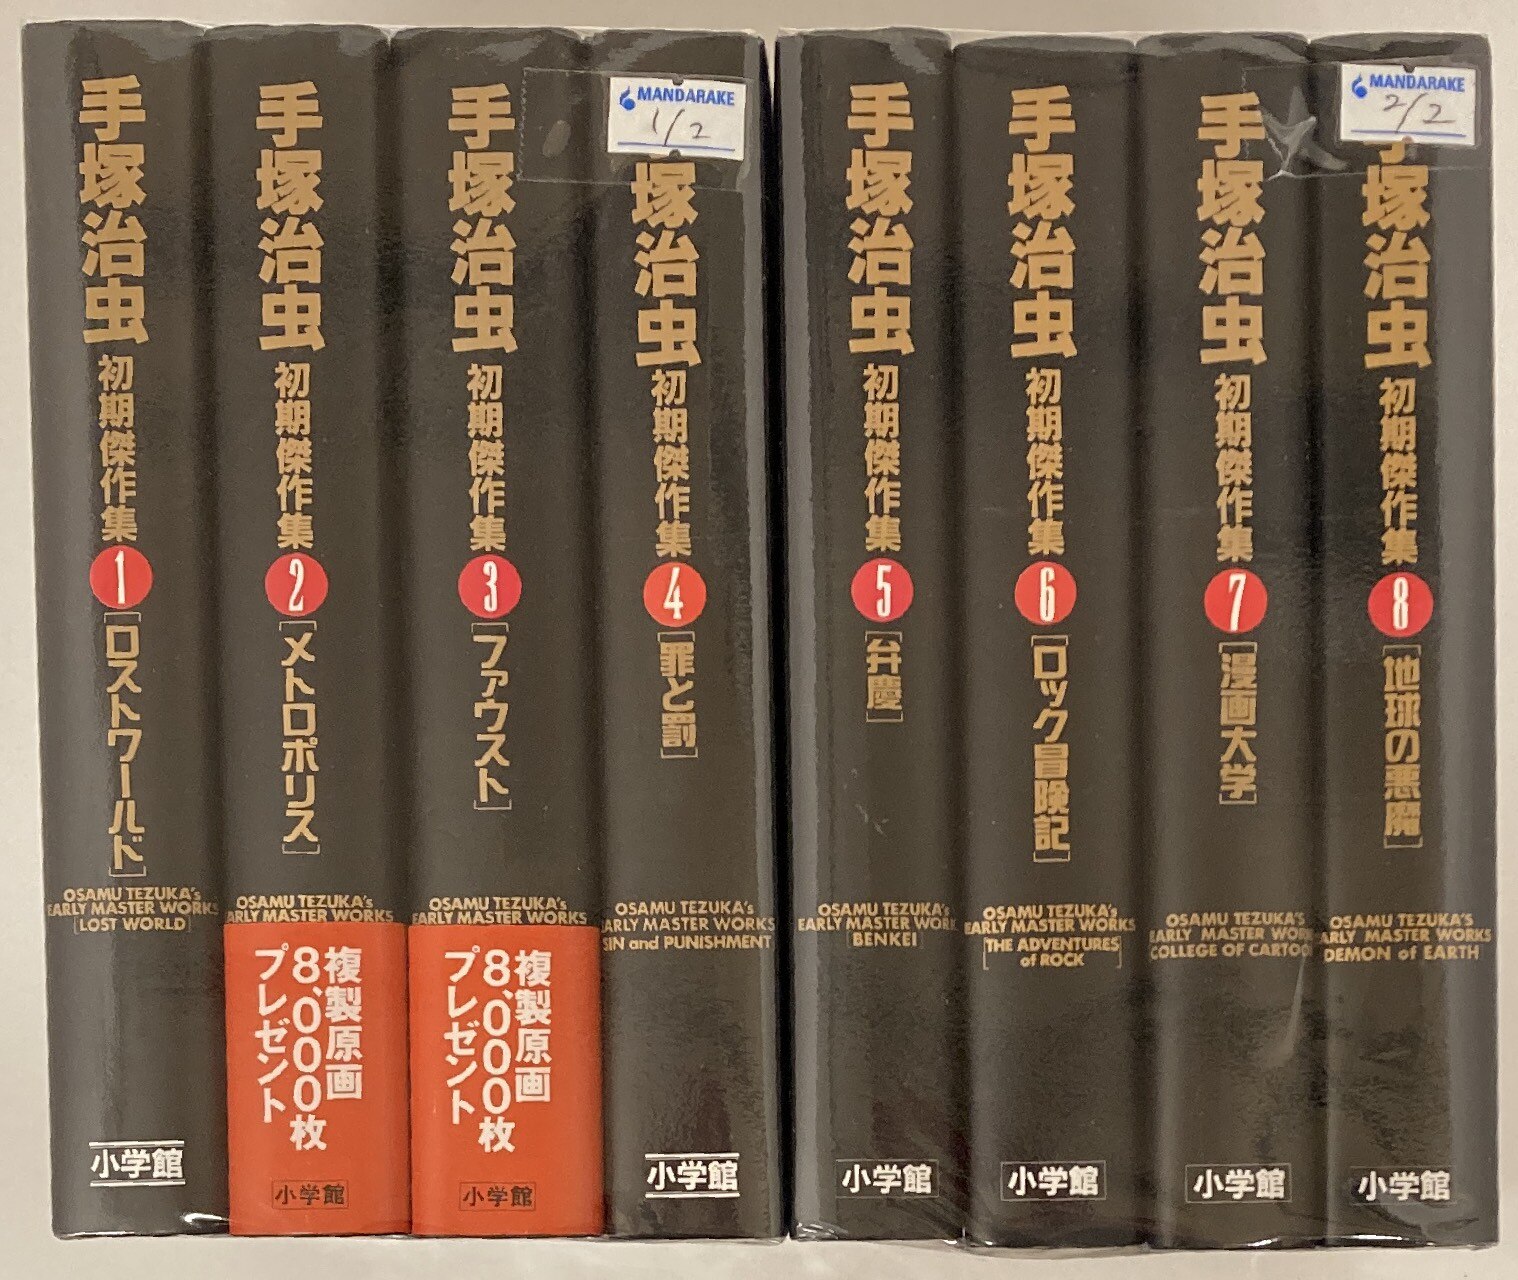 手塚治虫
初期傑作集
1
[ロストワールド]
OSAMU TEZUKA's
EARLY MASTER WORKS
[LOST WORLD]
小学館
手塚治虫
初期傑作集
2
[メトロポリス]
OSAMU TEZUKA's
EARLY MASTER WORKS
複製原画
8,000枚
プレゼント
小学館
手塚治虫
初期傑作集
3
[ファウスト]
OSAMU TEZUKA's
EARLY MASTER WORKS
複製原画
8,000枚
プレゼント
小学館
MANDARAKE
1/2
手塚治虫
初期傑作集
4
[罪と罰]
OSAMU TEZUKA's
EARLY MASTER WORKS
SIN and PUNISHMENT
小学館
手塚治虫
初期傑作集
5
[弁慶]
OSAMU TEZUKA's
EARLY MASTER WORK
[BENKEI
小学館
手塚治虫
初期傑作集
6
[ロック冒険記]
OSAMU TEZUKA's
EARLY MASTER WORKS
[THE ADVENTURES
of ROCK]
小学館
手塚治虫
初期傑作集
7
[漫画大学]
OSAMU TEZUKA'S
EARLY MASTER WOR
COLLEGE OF CARTOO
小学館
MANDARAKE
2/2
手塚治虫
初期傑作集
8
[地球の悪魔]
OSAMU TEZUKA'S
EARLY MASTER WORKS
DEMON of EARTH
小学館